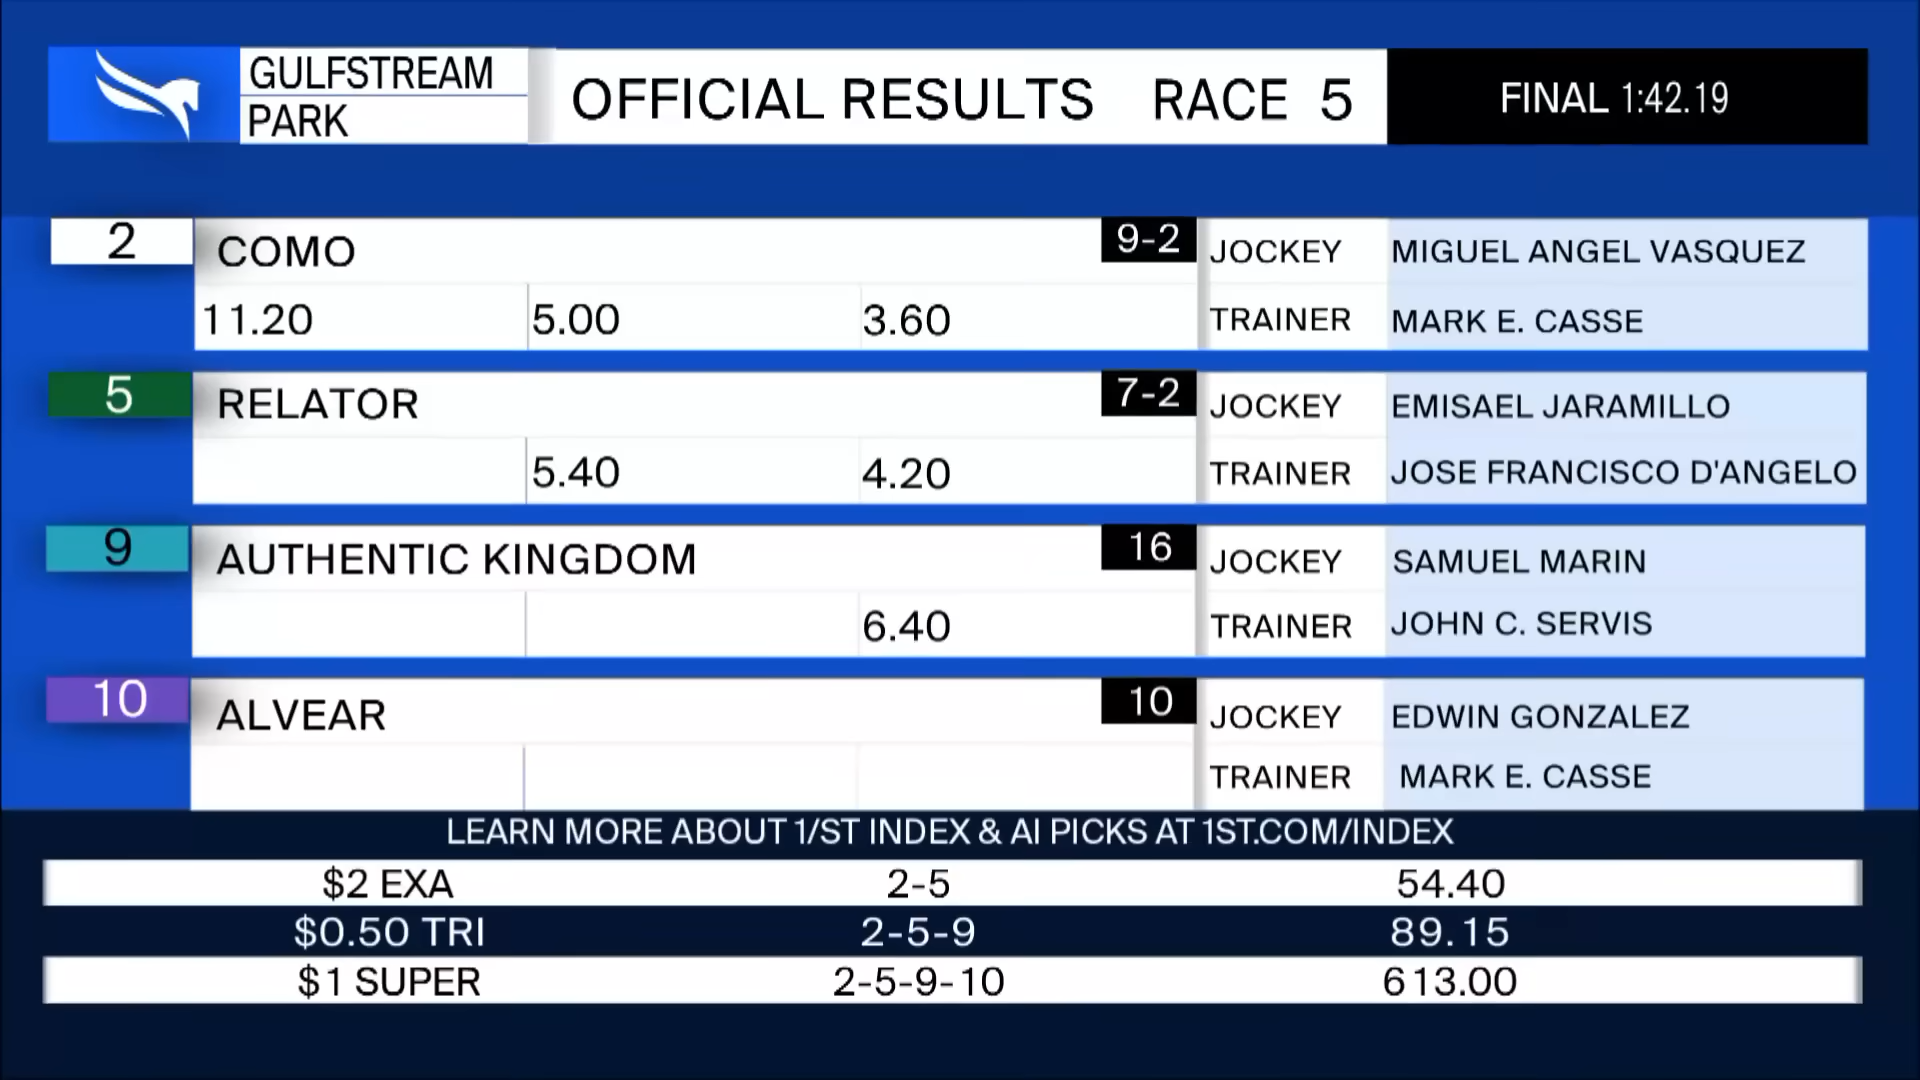 GULFSTREAM
PARK
OFFICIAL RESULTS RACE 5
FINAL 1:42.19
2 COMO 9-2 JOCKEY MIGUEL ANGEL VASQUEZ
11.20 5.00 3.60 TRAINER MARK E. CASSE
5 RELATOR 7-2 JOCKEY EMISAEL JARAMILLO
5.40 4.20 TRAINER JOSE FRANCISCO D'ANGELO
9 AUTHENTIC KINGDOM 16 JOCKEY SAMUEL MARIN
6.40 TRAINER JOHN C. SERVIS
10 ALVEAR 10 JOCKEY EDWIN GONZALEZ
TRAINER MARK E. CASSE
LEARN MORE ABOUT 1/ST INDEX & AI PICKS AT 1ST.COM/INDEX
$2 EXA 2-5 54.40
$0.50 TRI 2-5-9 89.15
$1 SUPER 2-5-9-10 613.00